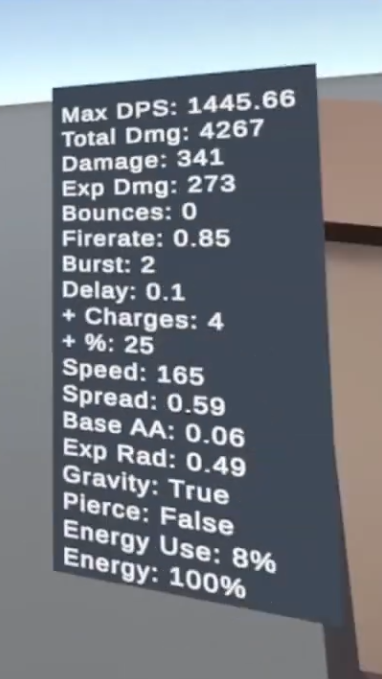 Max DPS: 1445.66
Total Dmg: 4267
Damage: 341
Exp Dmg: 273
Bounces: 0
Firerate: 0.85
Burst: 2
Delay: 0.1
+ Charges: 4
+ %: 25
Speed: 165
Spread: 0.59
Base AA: 0.06
Exp Rad: 0.49
Gravity: True
Pierce: False
Energy Use: 8%
Energy: 100%